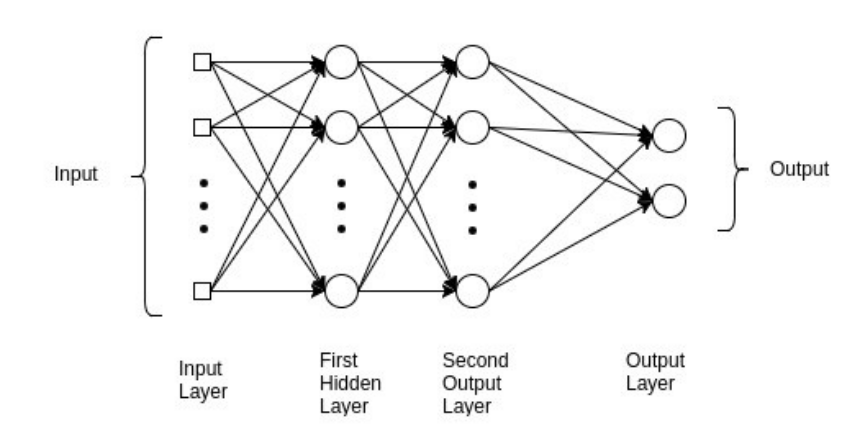 Input
Output
Input
Layer
First
Hidden
Layer
Second
Output
Layer
Output
Layer